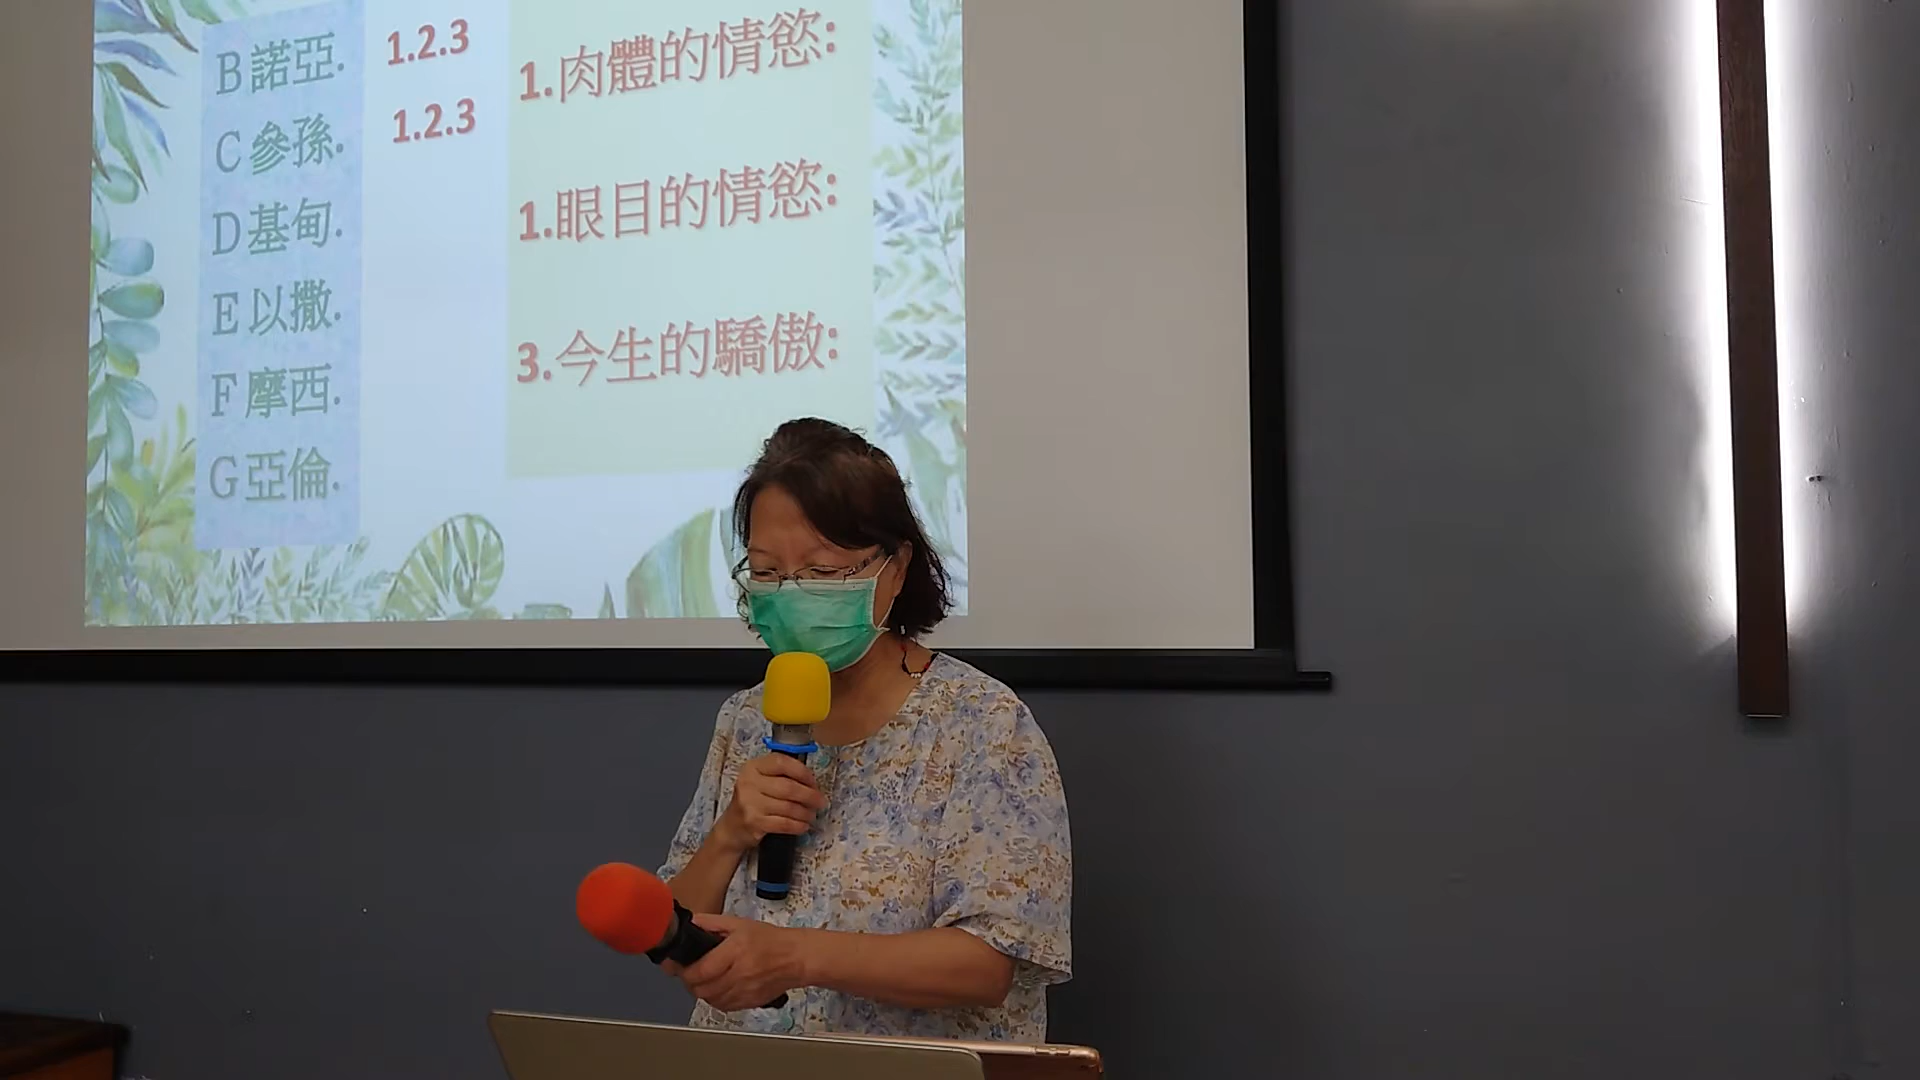 B諾亞. 1.2.3
C參孫. 1.2.3
D基甸.
E以撒.
F摩西.
G亞倫.
1.肉體的情慾:
1.眼目的情慾:
3.今生的驕傲: